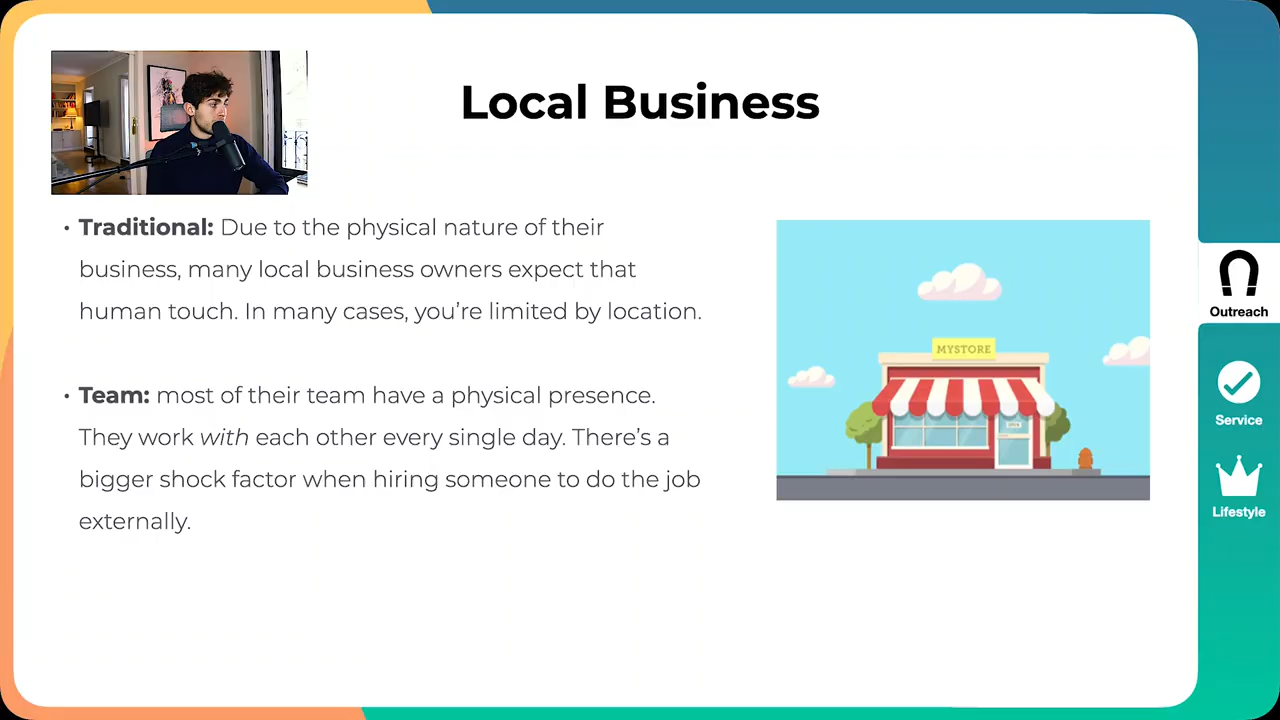 Local Business
• Traditional: Due to the physical nature of their
business, many local business owners expect that
human touch. In many cases, you’re limited by location.
• Team: most of their team have a physical presence.
They work with each other every single day. There’s a
bigger shock factor when hiring someone to do the job
externally.
MYSTORE
OPEN
Outreach
Service
Lifestyle